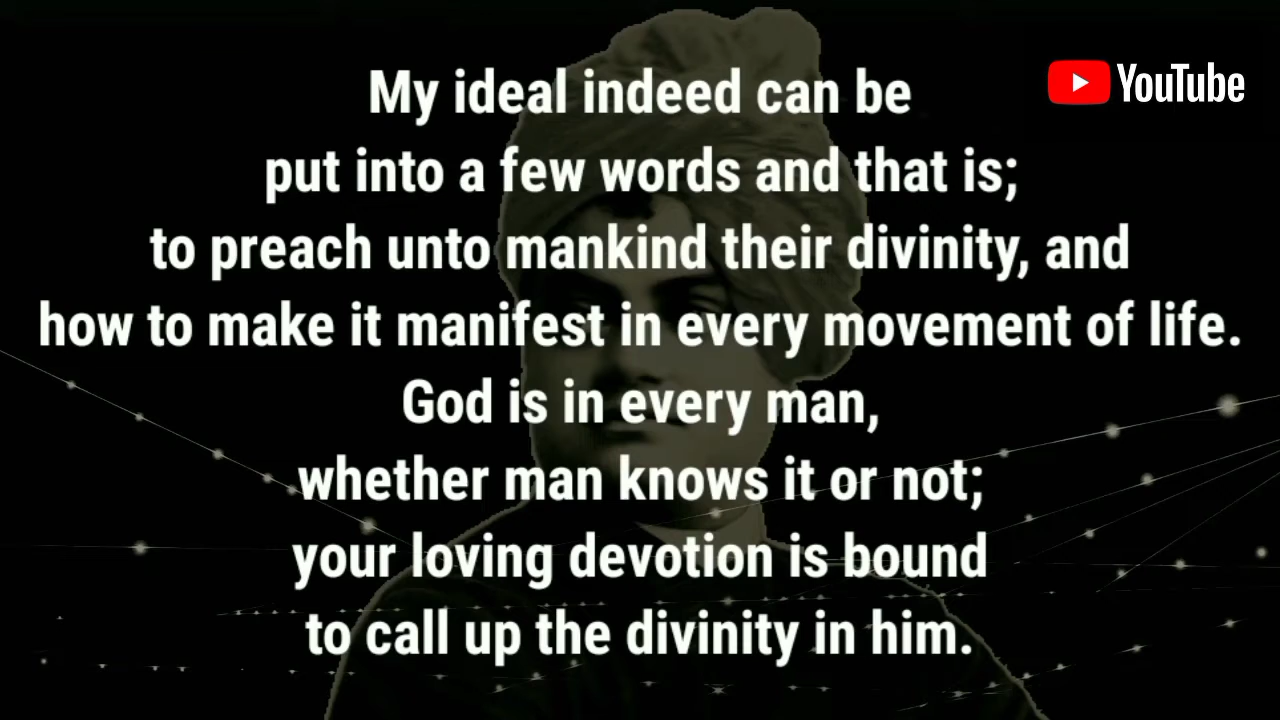 My ideal indeed can be
YouTube
put into a few words and that is;
to preach unto mankind their divinity, and
how to make it manifest in every movement of life.
God is in every man,
whether man knows it or not;
your loving devotion is bound
to call up the divinity in him.